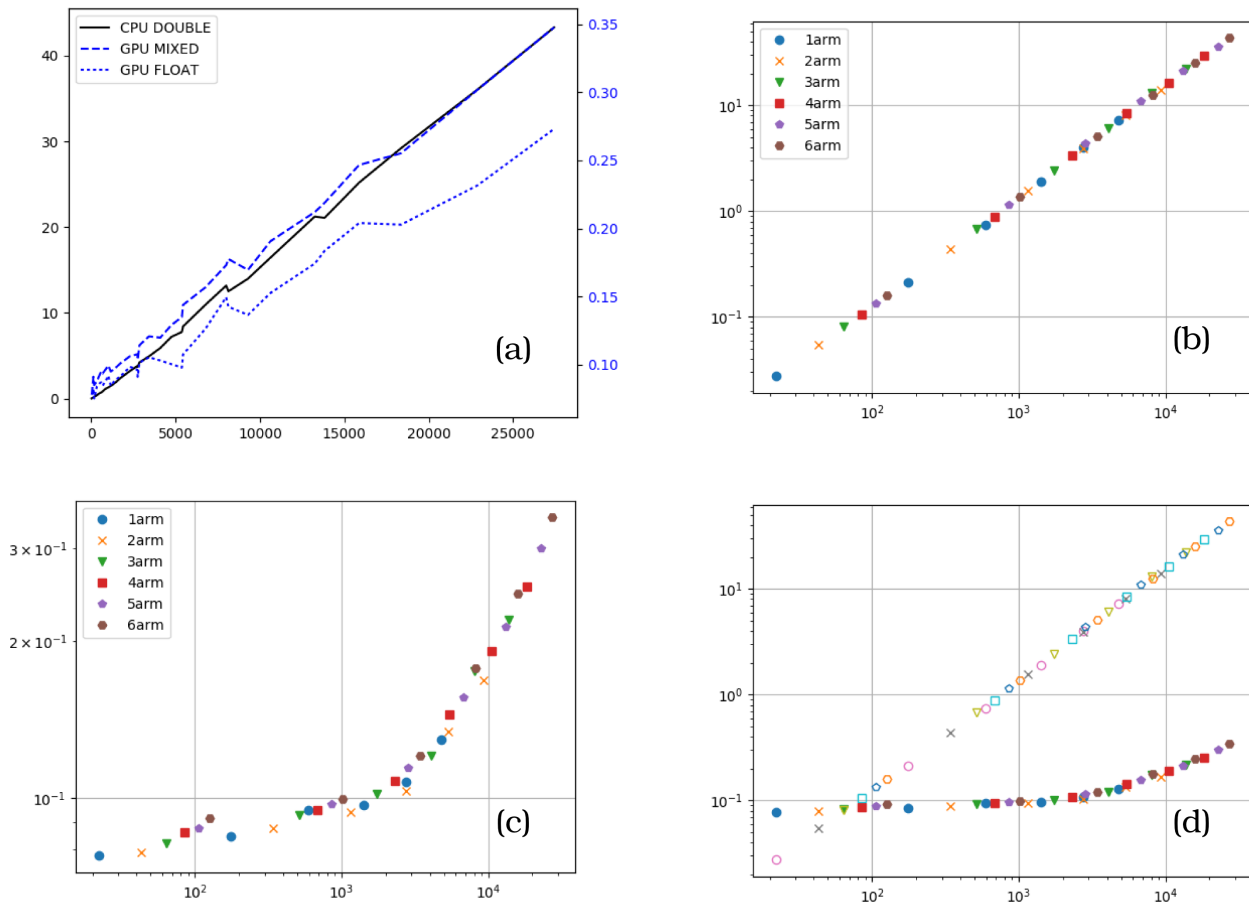 CPU DOUBLE
GPU MIXED
GPU FLOAT
40
30
20
10
0
0.35
0.30
0.25
0.20
0.15
0.10
0 5000 10000 15000 20000 25000
(a)
1arm
2arm
3arm
4arm
5arm
6arm
10¹
10⁰
10⁻¹
10² 10³ 10⁴
(b)
1arm
2arm
3arm
4arm
5arm
6arm
3 × 10⁻¹
2 × 10⁻¹
10⁻¹
10² 10³ 10⁴
(c)
10¹
10⁰
10⁻¹
10² 10³ 10⁴
(d)